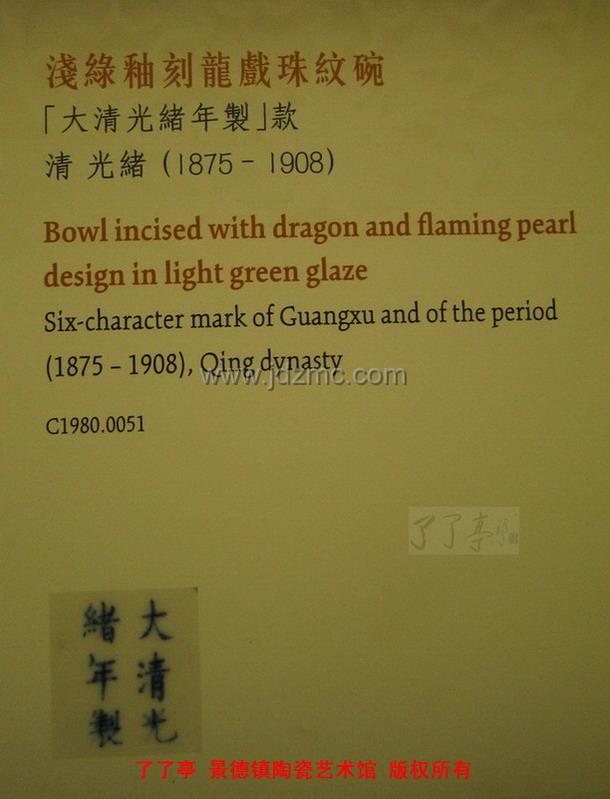 淺綠釉刻龍戲珠紋碗
「大清光緒年製」款
清 光緒 (1875 - 1908)
Bowl incised with dragon and flaming pearl
design in light green glaze
Six-character mark of Guangxu and of the period
(1875 – 1908), Qing dynasty
www.jdzmc.com
C1980.0051
了了亭
大清光
緒年製
了了亭 景德镇陶瓷艺术馆 版权所有